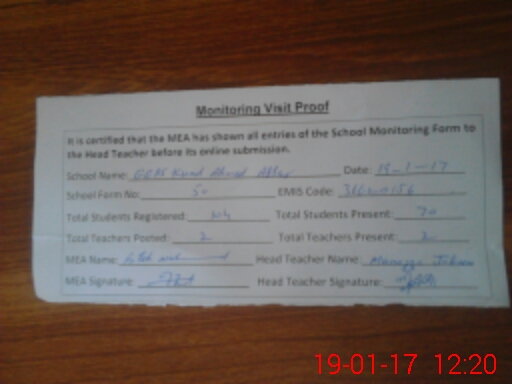 Monitoring Visit Proof
It is certified that the MEA has shown all entries of the School Monitoring Form to
the Head Teacher before its online submission.
School Name: Date: 19-1-17
School Form No: 50 EMIS Code:
Total Students Registered: Total Students Present: 70
Total Teachers Posted: 2 Total Teachers Present: 2
MEA Name: Head Teacher Name:
MEA Signature: Head Teacher Signature:
19-01-17 12:20